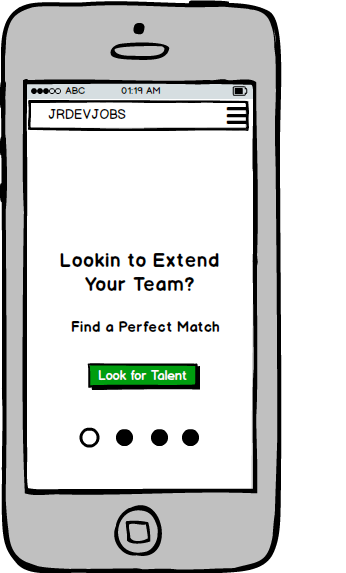 ABC 01:19 AM
JRDEVJOBS
Lookin to Extend
Your Team?
Find a Perfect Match
Look for Talent